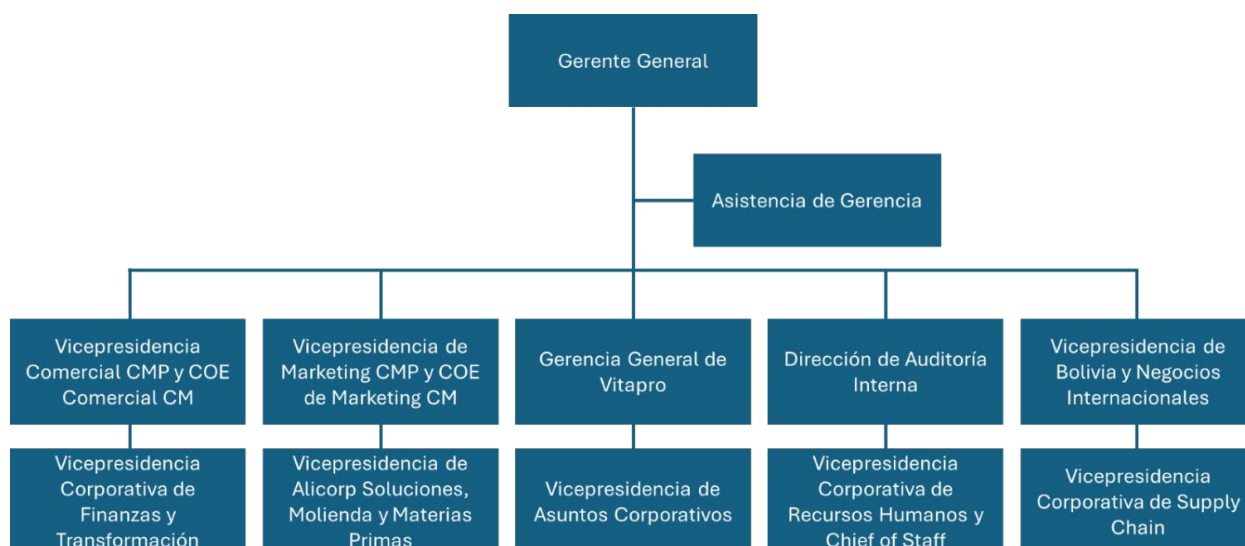 Gerente General
Asistencia de Gerencia
Vicepresidencia
Comercial CMP y COE
Comercial CM
Vicepresidencia de
Marketing CMP y COE
de Marketing CM
Gerencia General de
Vitapro
Dirección de Auditoría
Interna
Vicepresidencia de
Bolivia y Negocios
Internacionales
Vicepresidencia
Corporativa de
Finanzas y
Transformación
Vicepresidencia de
Alicorp Soluciones,
Molienda y Materias
Primas
Vicepresidencia de
Asuntos Corporativos
Vicepresidencia
Corporativa de
Recursos Humanos y
Chief of Staff
Vicepresidencia
Corporativa de Supply
Chain